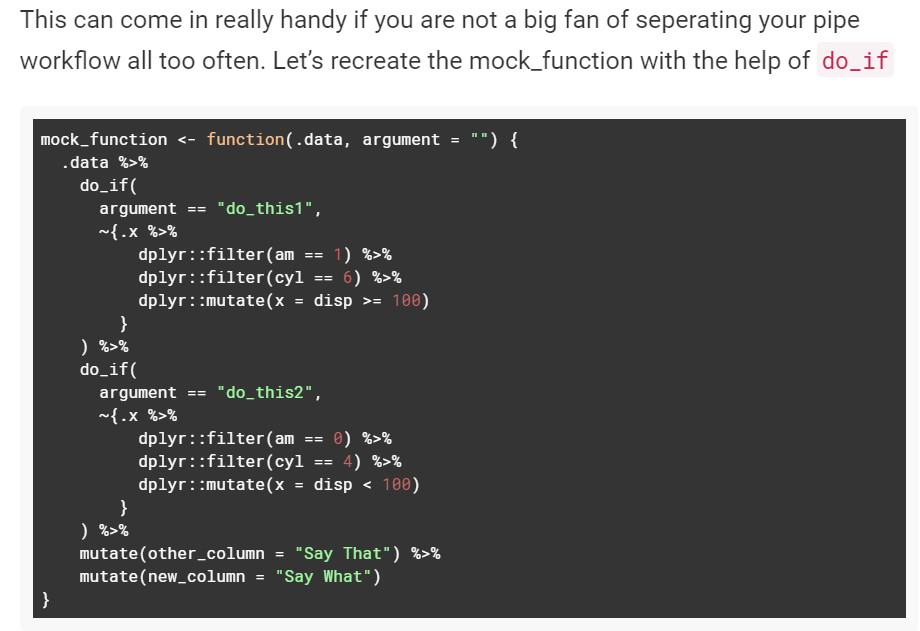 This can come in really handy if you are not a big fan of seperating your pipe
workflow all too often. Let’s recreate the mock_function with the help of do_if
mock_function <- function(.data, argument = "") {
  .data %>%
    do_if(
      argument == "do_this1",
      ~{.x %>%
          dplyr::filter(am == 1) %>%
          dplyr::filter(cyl == 6) %>%
          dplyr::mutate(x = disp >= 100)
        }
    ) %>%
    do_if(
      argument == "do_this2",
      ~{.x %>%
          dplyr::filter(am == 0) %>%
          dplyr::filter(cyl == 4) %>%
          dplyr::mutate(x = disp < 100)
        }
    ) %>%
    mutate(other_column = "Say That") %>%
    mutate(new_column = "Say What")
}